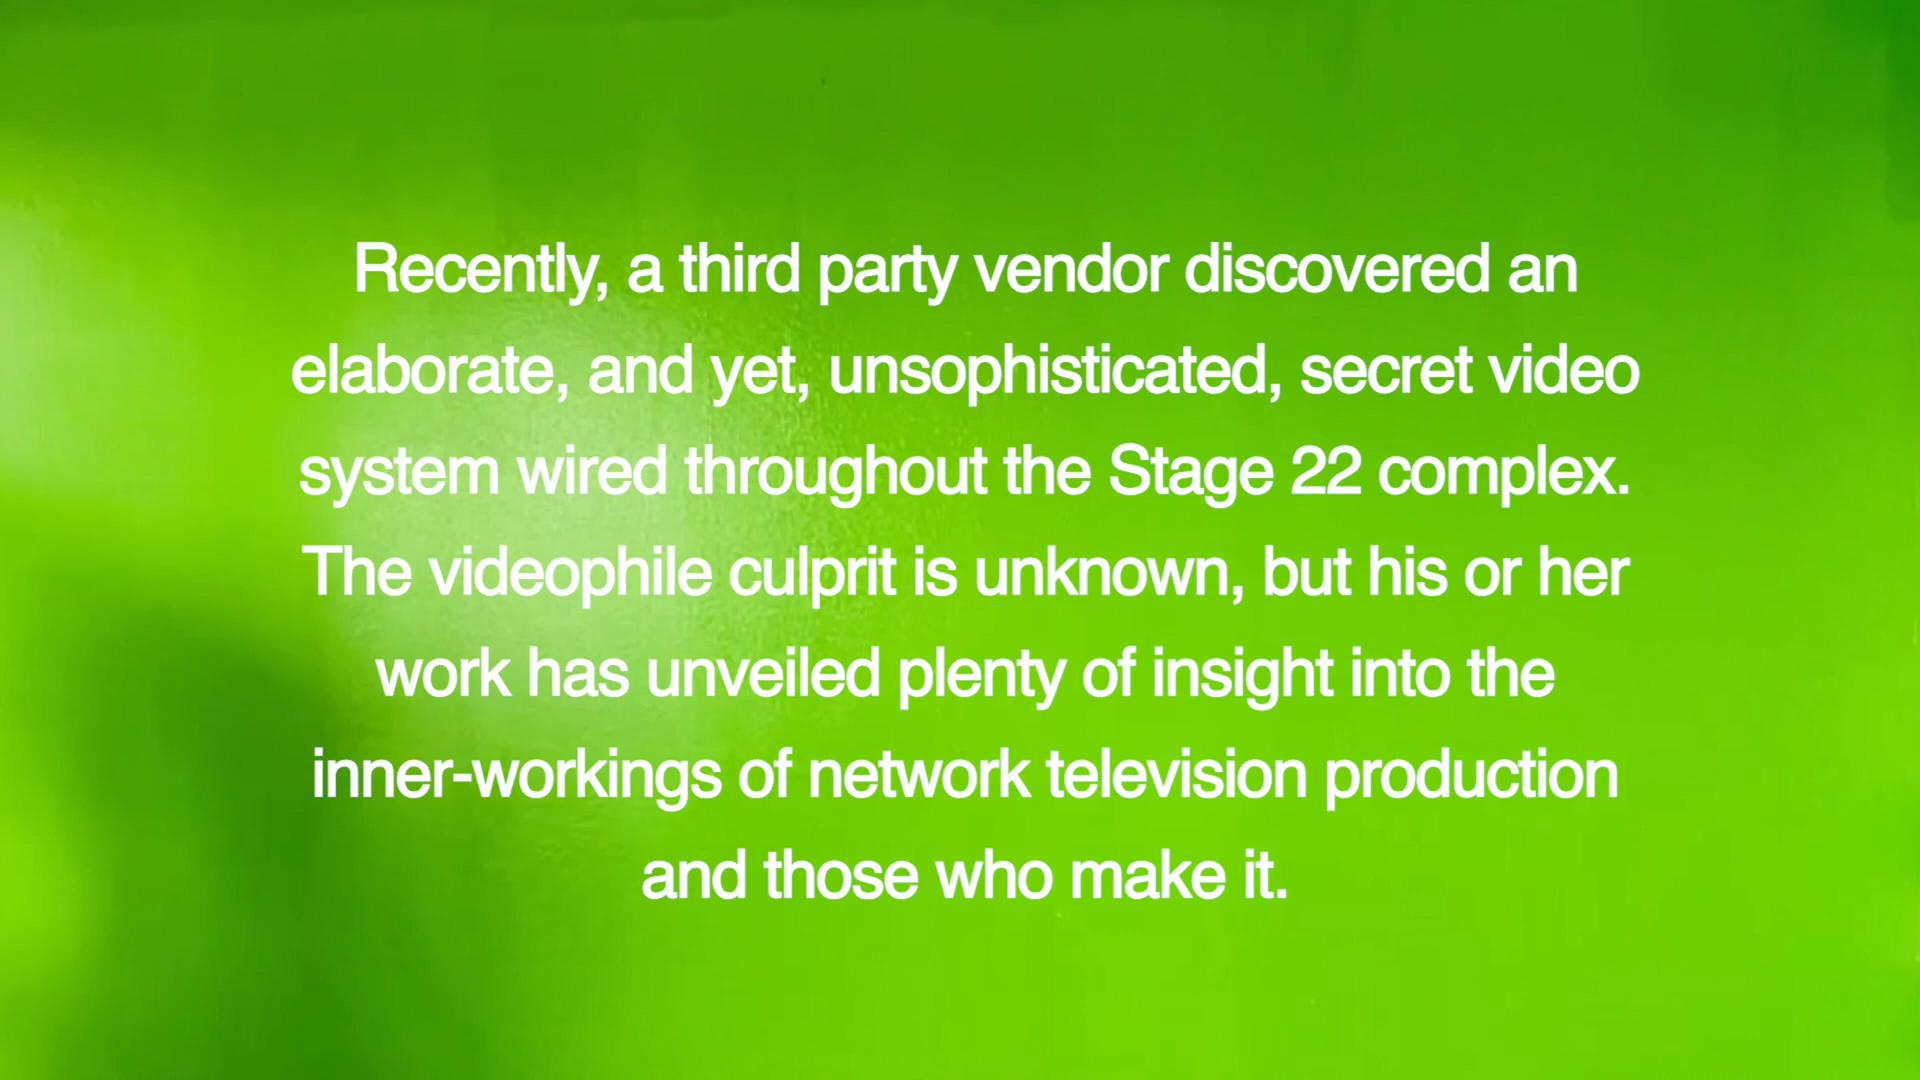 Recently, a third party vendor discovered an
elaborate, and yet, unsophisticated, secret video
system wired throughout the Stage 22 complex.
The videophile culprit is unknown, but his or her
work has unveiled plenty of insight into the
inner-workings of network television production
and those who make it.